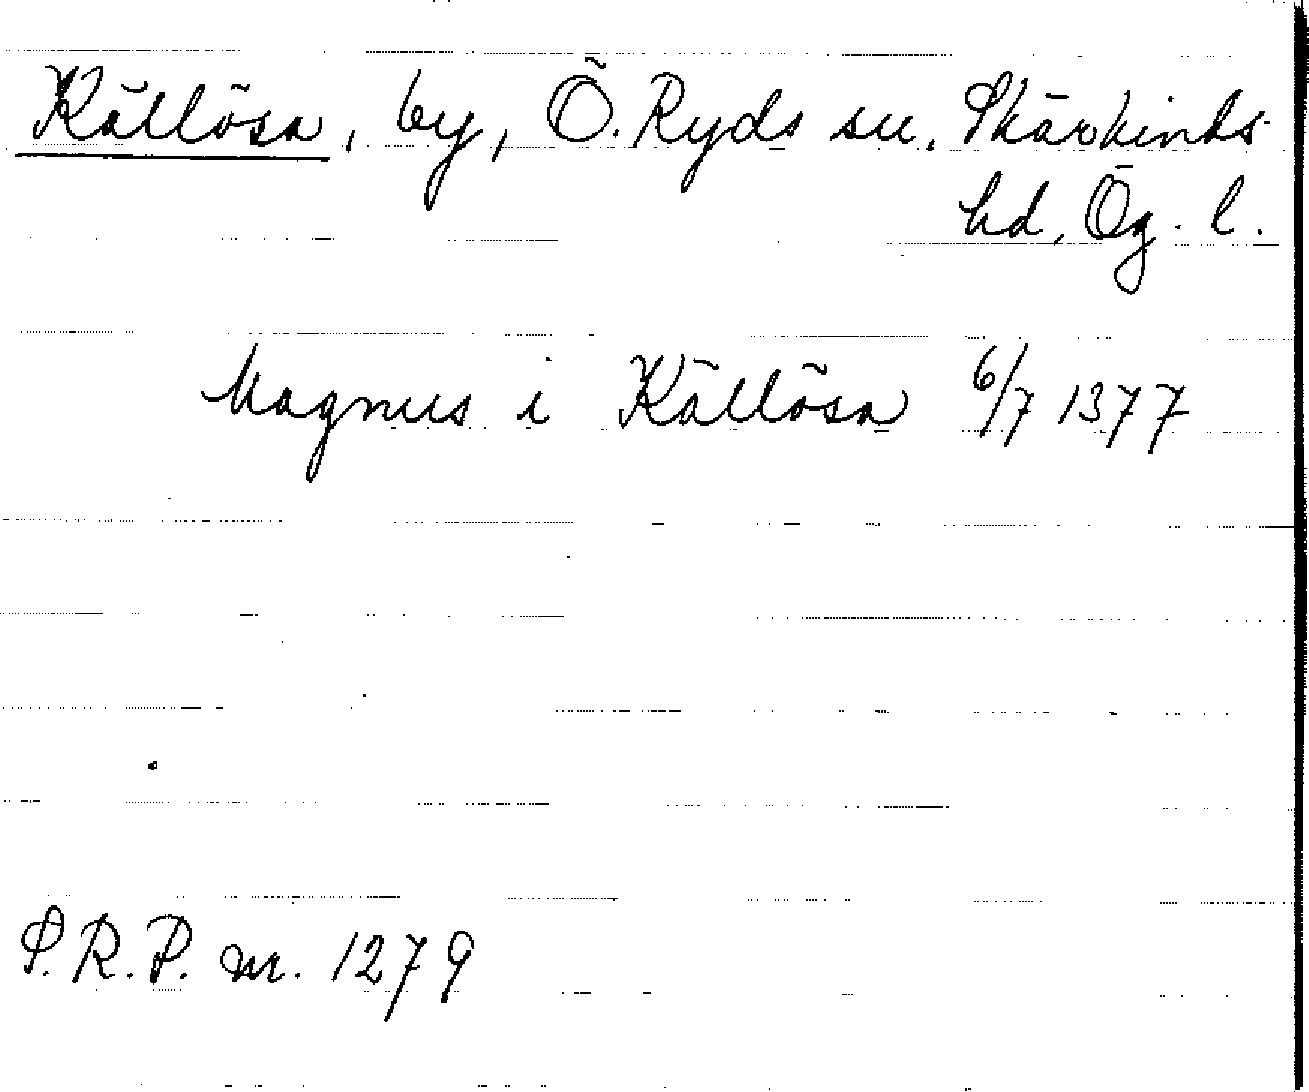 Källösa, by, Ö. Ryds sn. Skärkinds
hd, Ög. l.
Magnus i Källösa 6/7 1377
S.R.P. nr. 1279